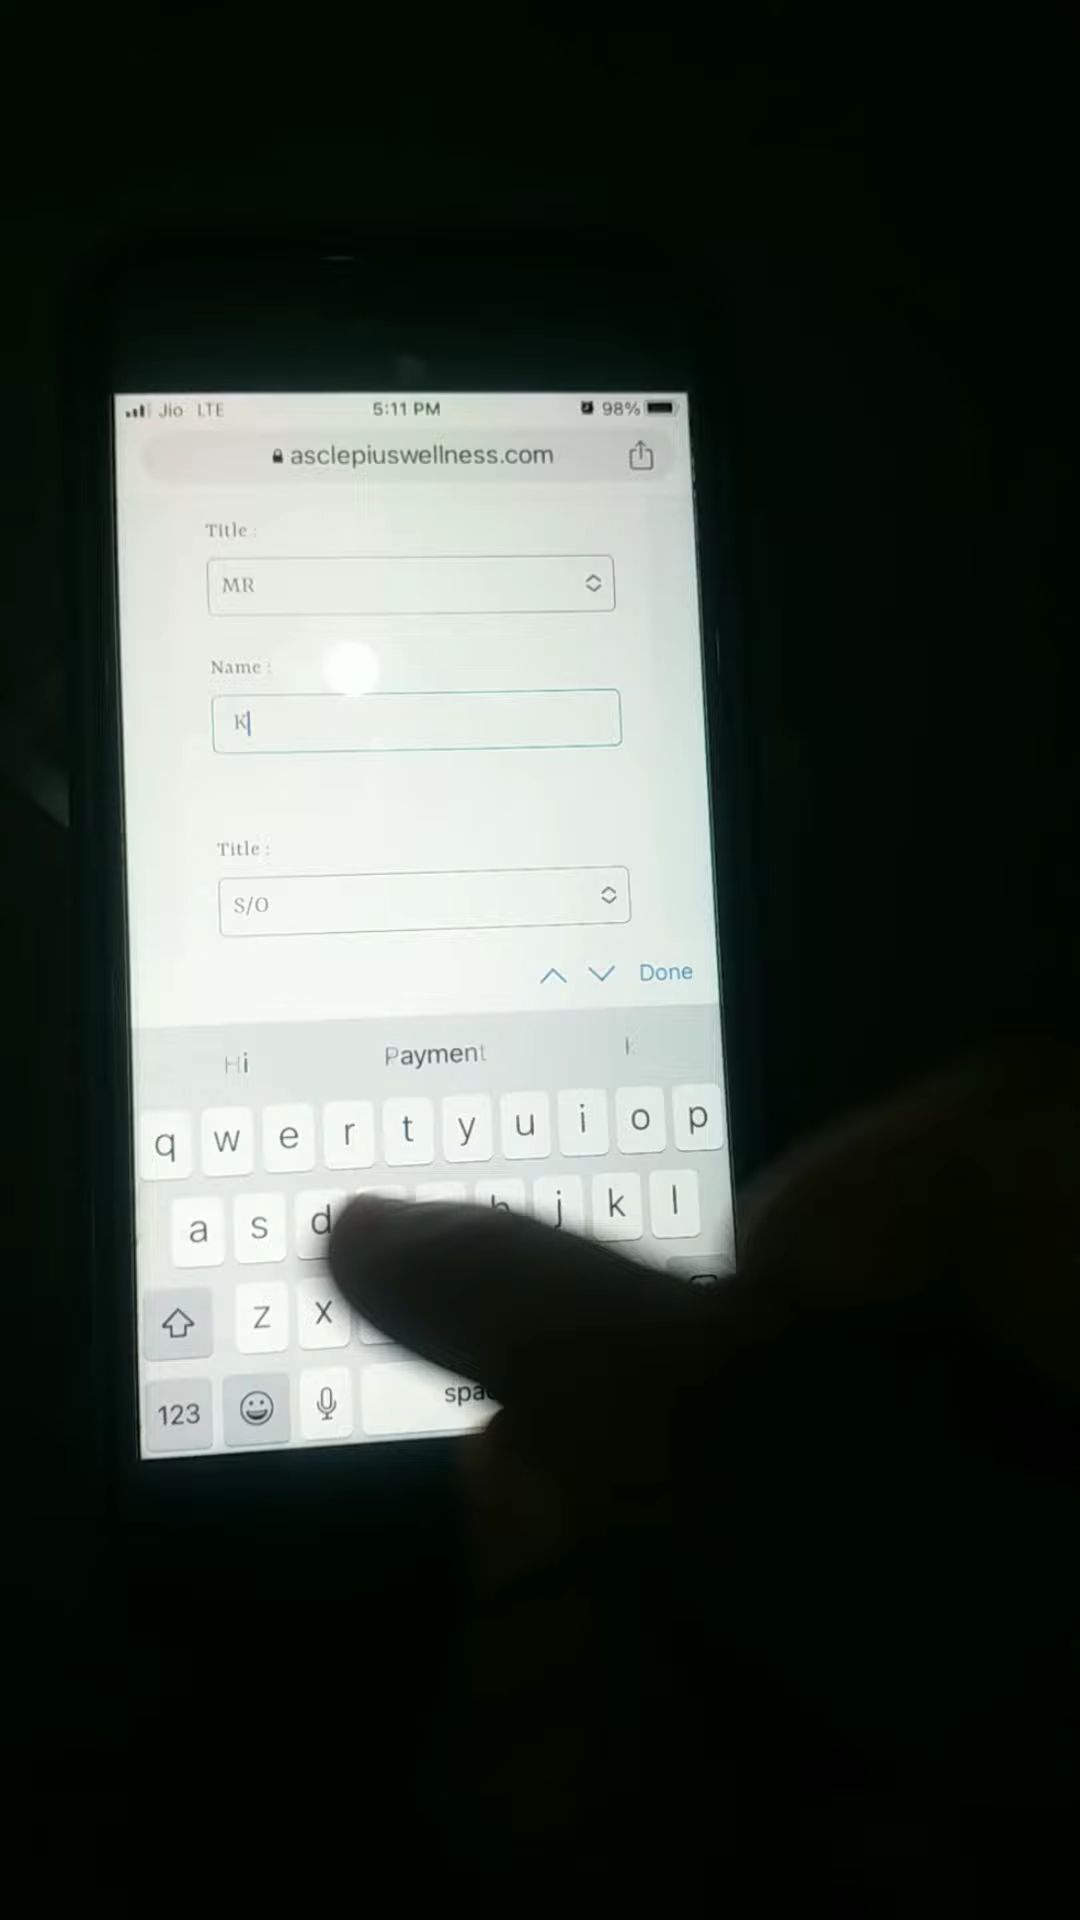 Jio LTE 5:11 PM 98%
asclepiuswellness.com
Title :
MR
Name :
K
Title :
S/O
Done
Hi Payment
q w e r t y u i o p
a s d h j k l
z x
123